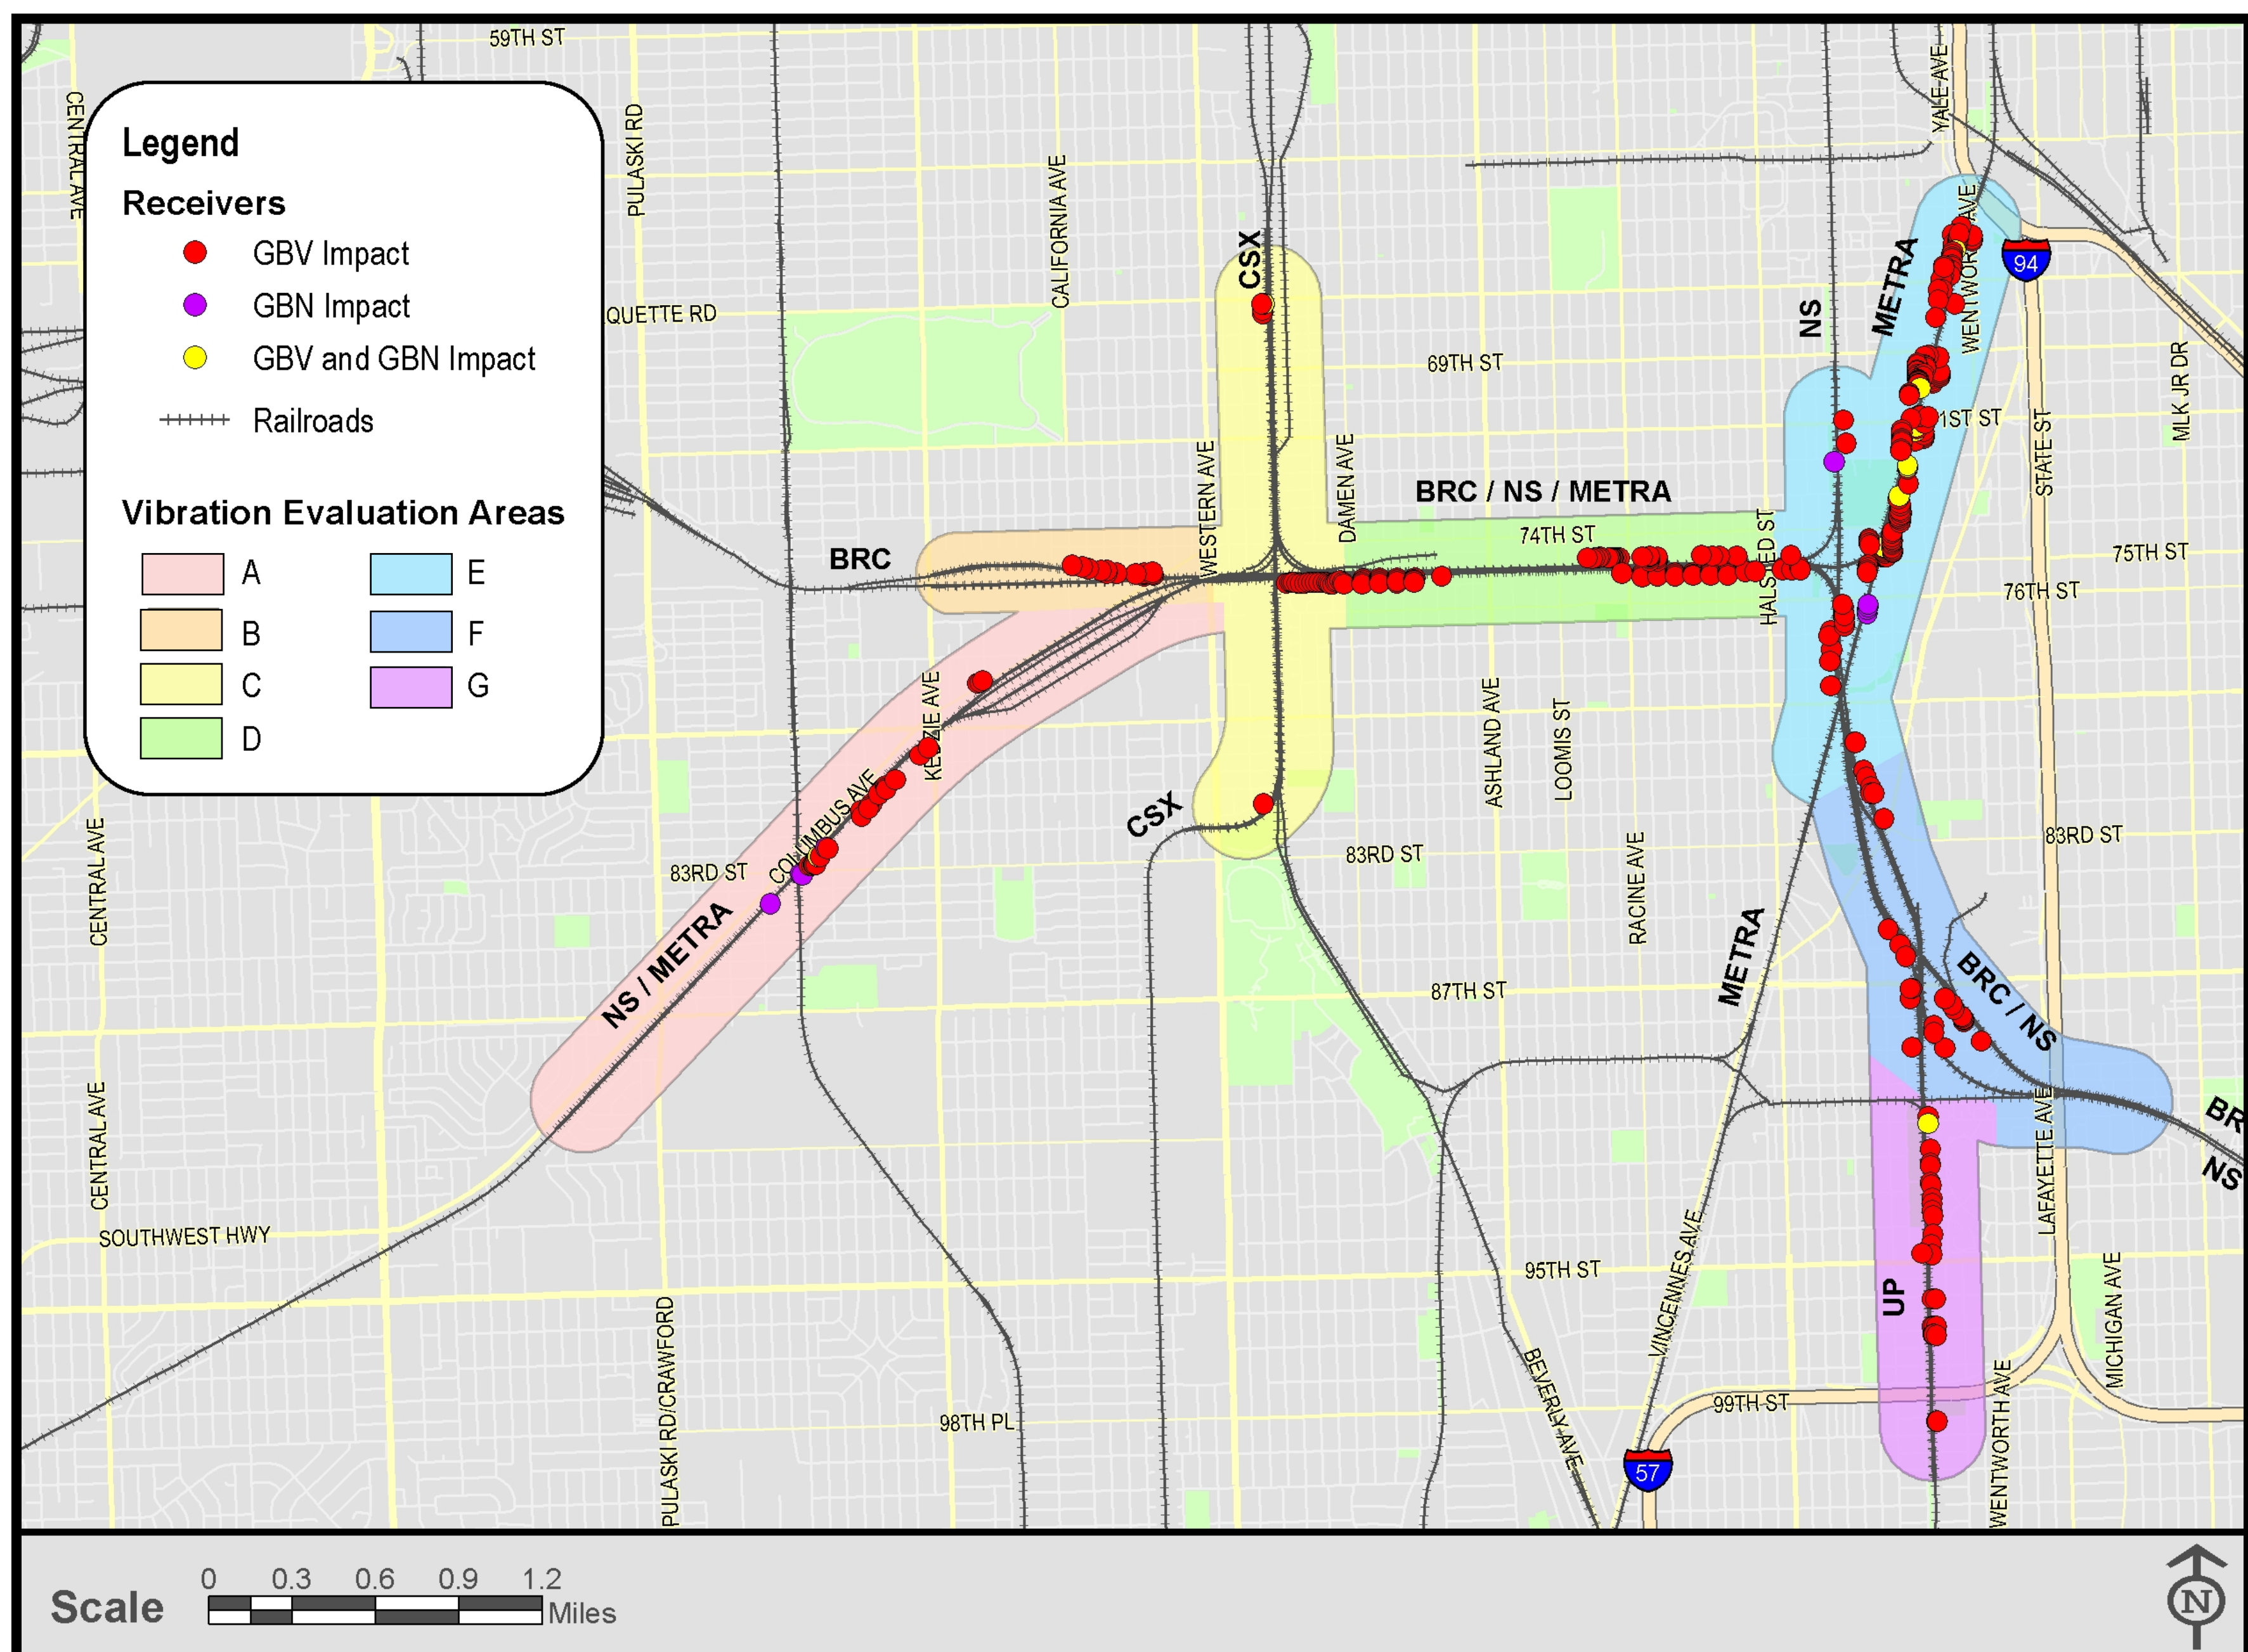 Legend
Receivers
GBV Impact
GBN Impact
GBV and GBN Impact
Railroads
Vibration Evaluation Areas
A
E
B
F
C
G
D
59TH ST
CENTRAL AVE
PULASKI RD
CALIFORNIA AVE
YALE AVE
QUETTE RD
CSX
WENTWORTH AVE
METRA
94
NS
69TH ST
MLK JR DR
1ST ST
STATE ST
WESTERN AVE
DAMEN AVE
BRC / NS / METRA
74TH ST
HALSTED ST
75TH ST
BRC
76TH ST
KEDZIE AVE
ASHLAND AVE
LOOMIS ST
COLUMBUS AVE
CSX
83RD ST
83RD ST
83RD ST
CENTRAL AVE
RACINE AVE
NS / METRA
METRA
BRC / NS
87TH ST
CENTRAL AVE
LAFAYETTE AVE
BR
NS
SOUTHWEST HWY
95TH ST
VINCENNES AVE
UP
MICHIGAN AVE
PULASKI RD/CRAWFORD
98TH PL
BEVERLY AVE
99TH ST
WENTWORTH AVE
57
Scale
0 0.3 0.6 0.9 1.2
Miles
N